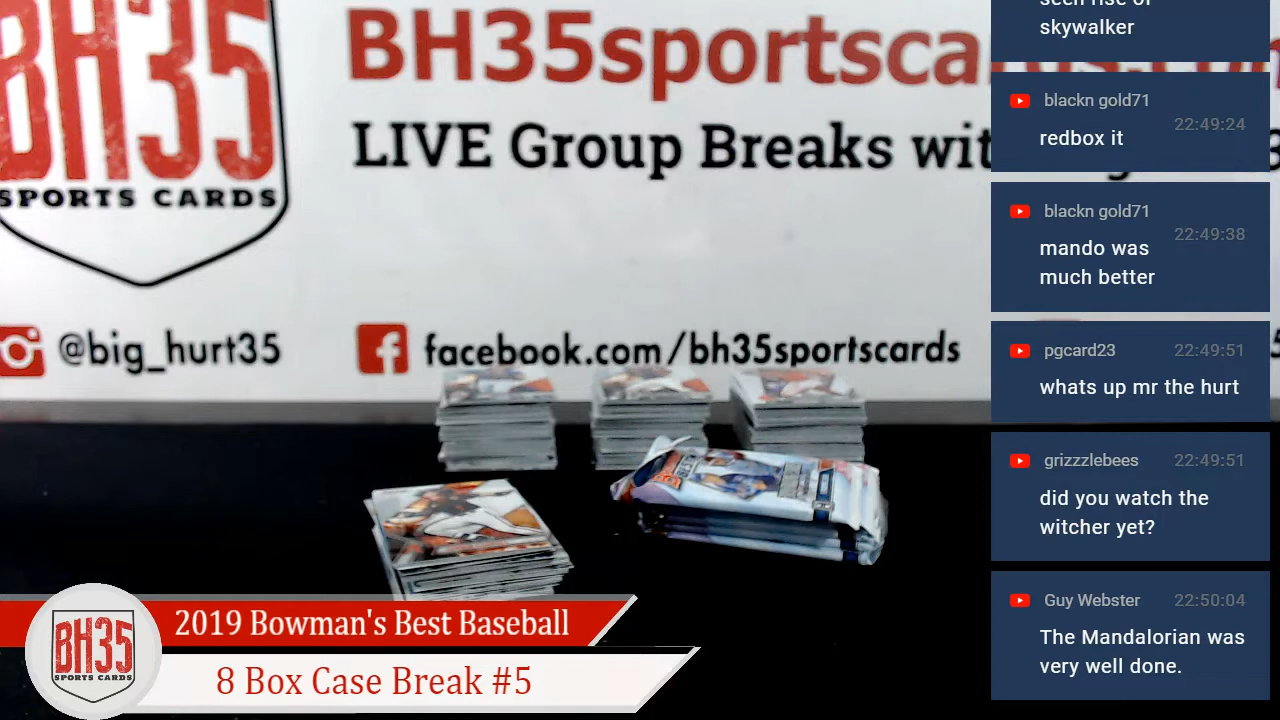 BH35
SPORTS CARDS
BH35sportsca
LIVE Group Breaks wit
@big_hurt35
facebook.com/bh35sportscards
2019 Bowman's Best Baseball
8 Box Case Break #5
BH35
SPORTS CARDS
seen rise of
skywalker
blackn gold71
22:49:24
redbox it
blackn gold71
22:49:38
mando was
much better
pgcard23
22:49:51
whats up mr the hurt
grizzzlebees
22:49:51
did you watch the
witcher yet?
Guy Webster
22:50:04
The Mandalorian was
very well done.